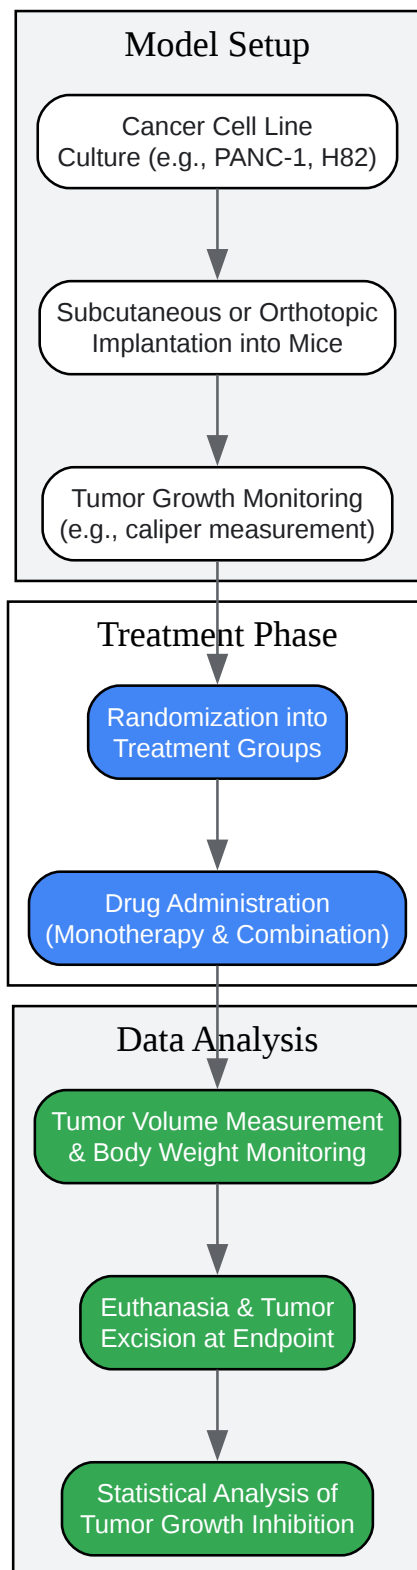 Model Setup
Cancer Cell Line
Culture (e.g., PANC-1, H82)
Subcutaneous or Orthotopic
Implantation into Mice
Tumor Growth Monitoring
(e.g., caliper measurement)
Treatment Phase
Randomization into
Treatment Groups
Drug Administration
(Monotherapy & Combination)
Data Analysis
Tumor Volume Measurement
& Body Weight Monitoring
Euthanasia & Tumor
Excision at Endpoint
Statistical Analysis of
Tumor Growth Inhibition